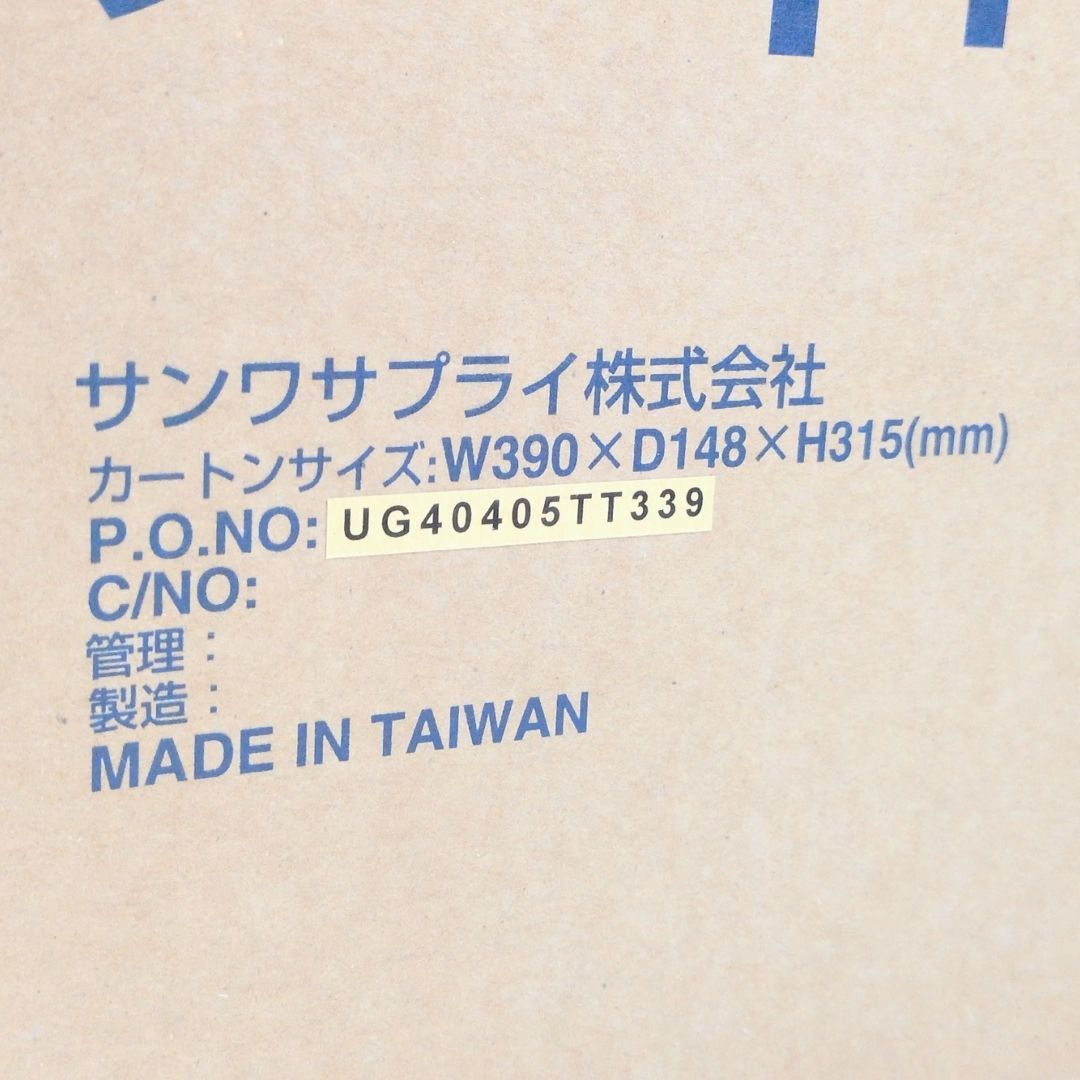 サンワサプライ株式会社
カートンサイズ:W390×D148×H315(mm)
P.O.NO: UG40405TT339
C/NO:
管理：
製造：
MADE IN TAIWAN